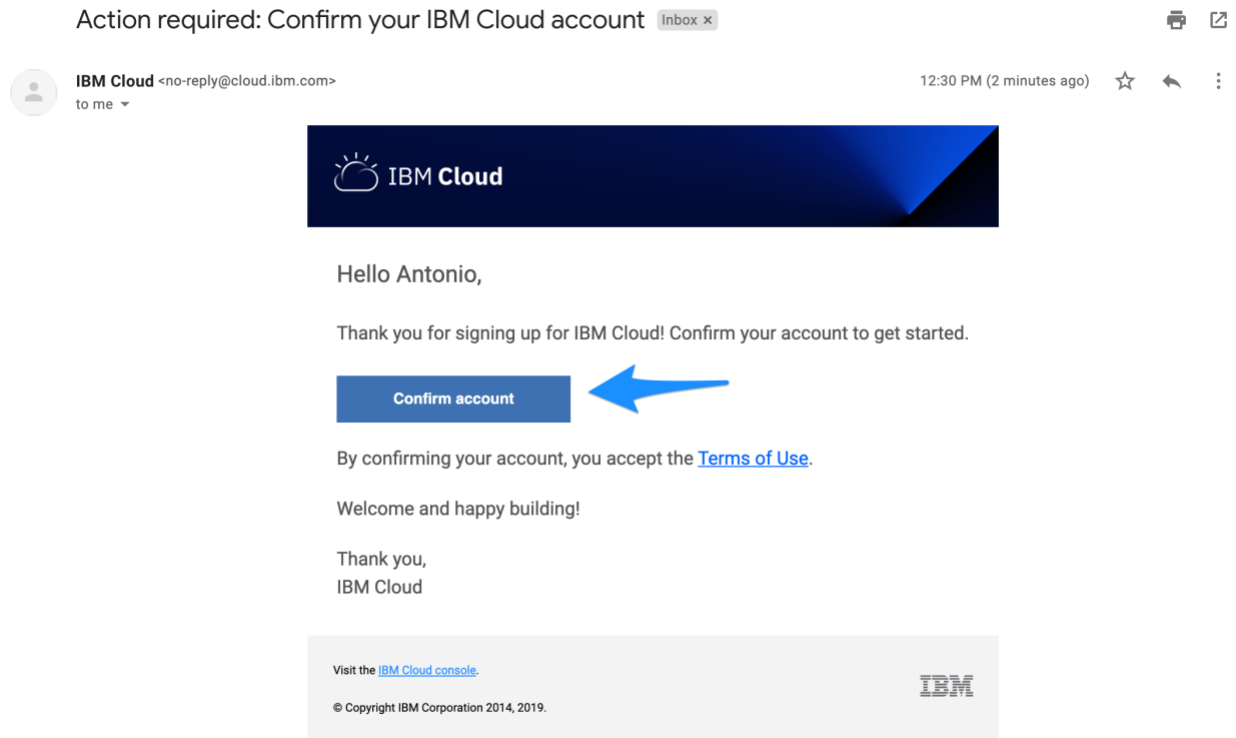 Action required: Confirm your IBM Cloud account Inbox ×
IBM Cloud <no-reply@cloud.ibm.com> 12:30 PM (2 minutes ago)
to me
IBM Cloud
Hello Antonio,
Thank you for signing up for IBM Cloud! Confirm your account to get started.
Confirm account
By confirming your account, you accept the Terms of Use.
Welcome and happy building!
Thank you,
IBM Cloud
Visit the IBM Cloud console.
IBM
© Copyright IBM Corporation 2014, 2019.